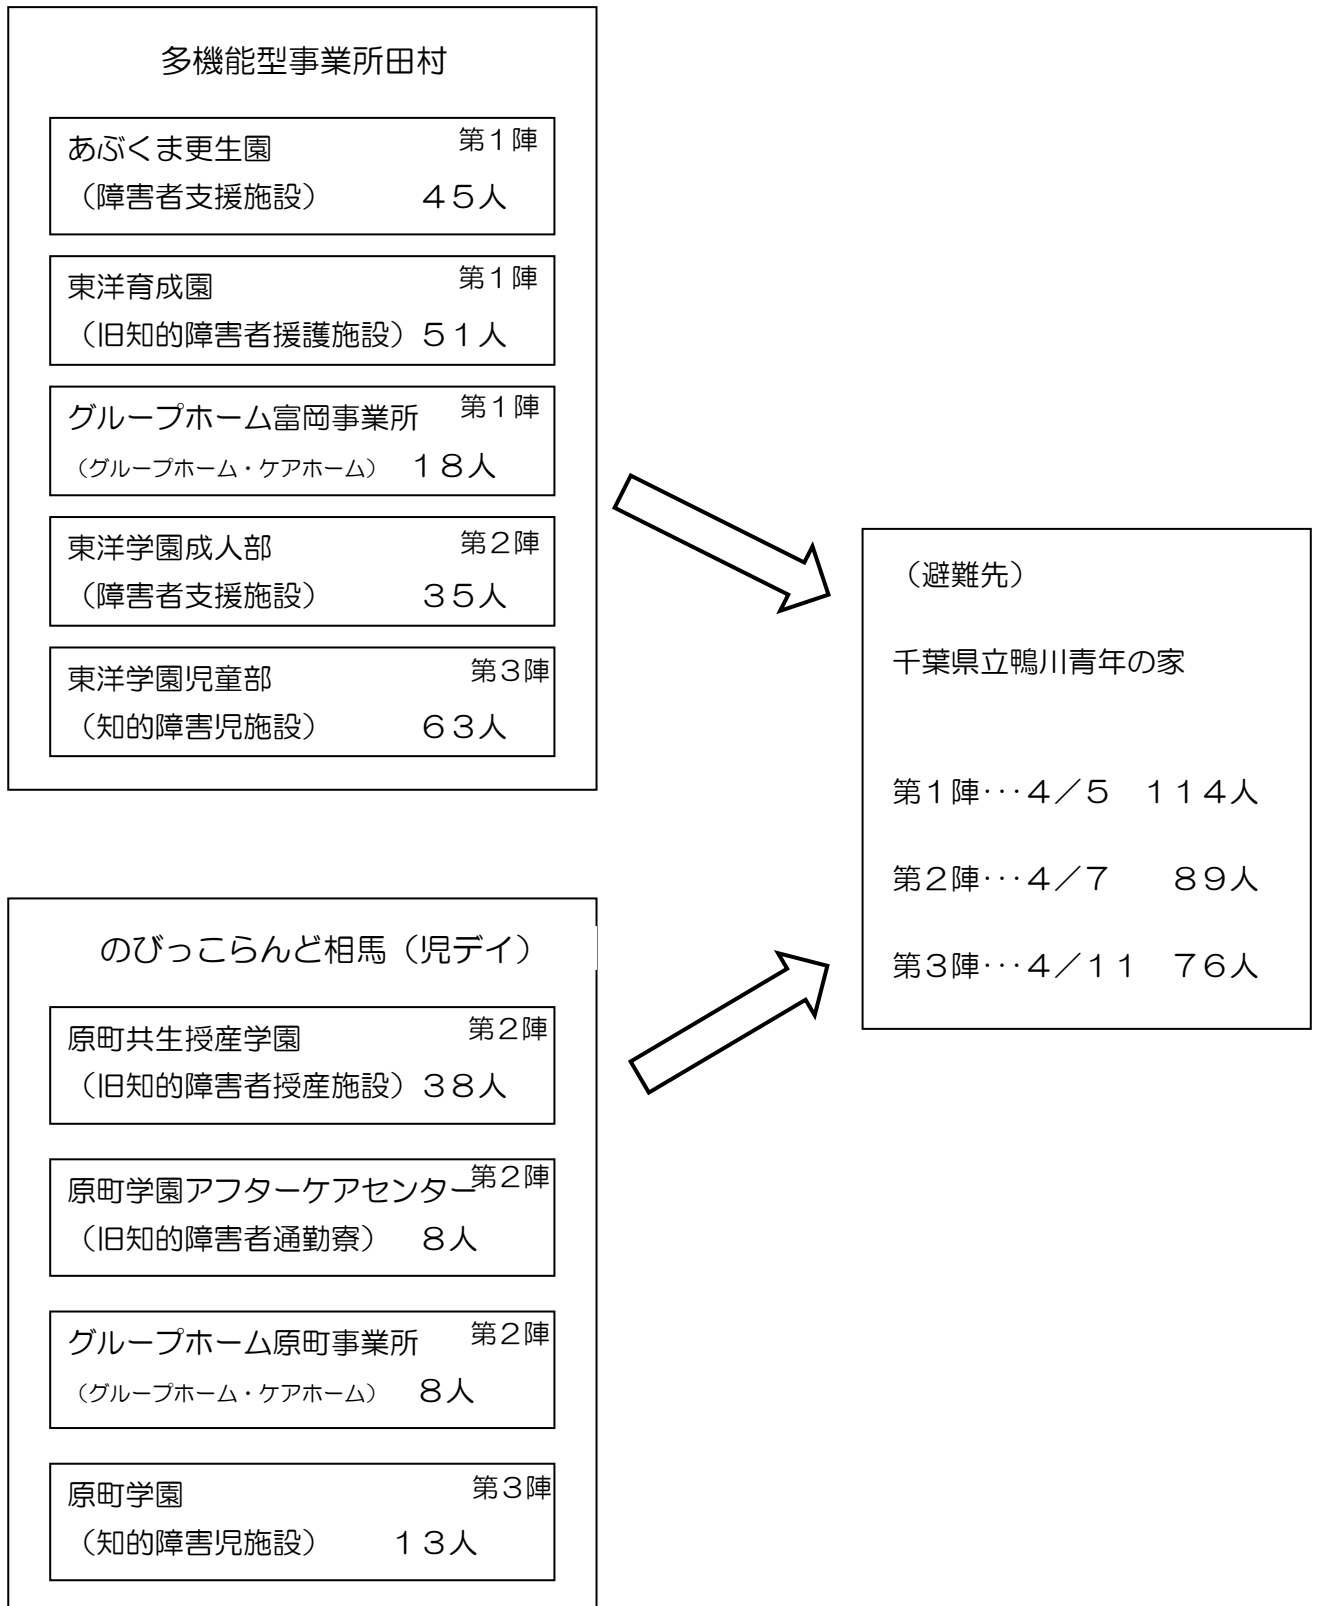 多機能型事業所田村
あぶくま更生園　第１陣
（障害者支援施設）　４５人
東洋育成園　第１陣
（旧知的障害者援護施設）５１人
グループホーム富岡事業所　第１陣
（グループホーム・ケアホーム）　１８人
東洋学園成人部　第２陣
（障害者支援施設）　３５人
東洋学園児童部　第３陣
（知的障害児施設）　６３人
のびっこらんど相馬（児デイ）
原町共生授産学園　第２陣
（旧知的障害者授産施設）３８人
原町学園アフターケアセンター　第２陣
（旧知的障害者通勤寮）　８人
グループホーム原町事業所　第２陣
（グループホーム・ケアホーム）　８人
原町学園　第３陣
（知的障害児施設）　１３人
（避難先）
千葉県立鴨川青年の家
第１陣…４／５　１１４人
第２陣…４／７　８９人
第３陣…４／１１　７６人